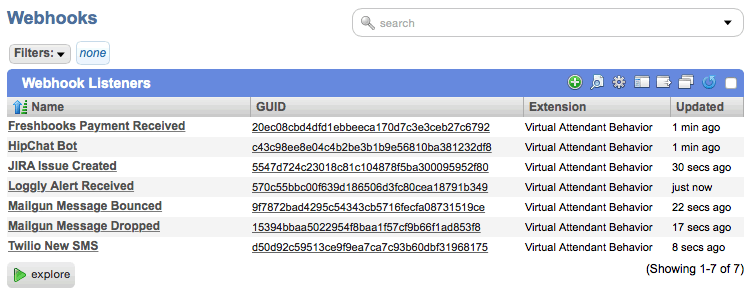 Webhooks
search
Filters: none
Webhook Listeners
Name GUID Extension Updated
Freshbooks Payment Received 20ec08cbd4dfd1ebbeeca170d7c3e3ceb27c6792 Virtual Attendant Behavior 1 min ago
HipChat Bot c43c98ee8e04c4b2be3b1b9e56810ba381232df8 Virtual Attendant Behavior 1 min ago
JIRA Issue Created 5547d724c23018c81c104878f5ba300095952f80 Virtual Attendant Behavior 30 secs ago
Loggly Alert Received 570c55bbc00f639d186506d3fc80cea18791b349 Virtual Attendant Behavior just now
Mailgun Message Bounced 9f7872bad4295c54343cb5716fecfa08731519ce Virtual Attendant Behavior 22 secs ago
Mailgun Message Dropped 15394bbaa5022954f8baa1f57cf9b66f1ad853f8 Virtual Attendant Behavior 17 secs ago
Twilio New SMS d50d92c59513ce9f9ea7ca7c93b60dbf31968175 Virtual Attendant Behavior 8 secs ago
explore (Showing 1-7 of 7)